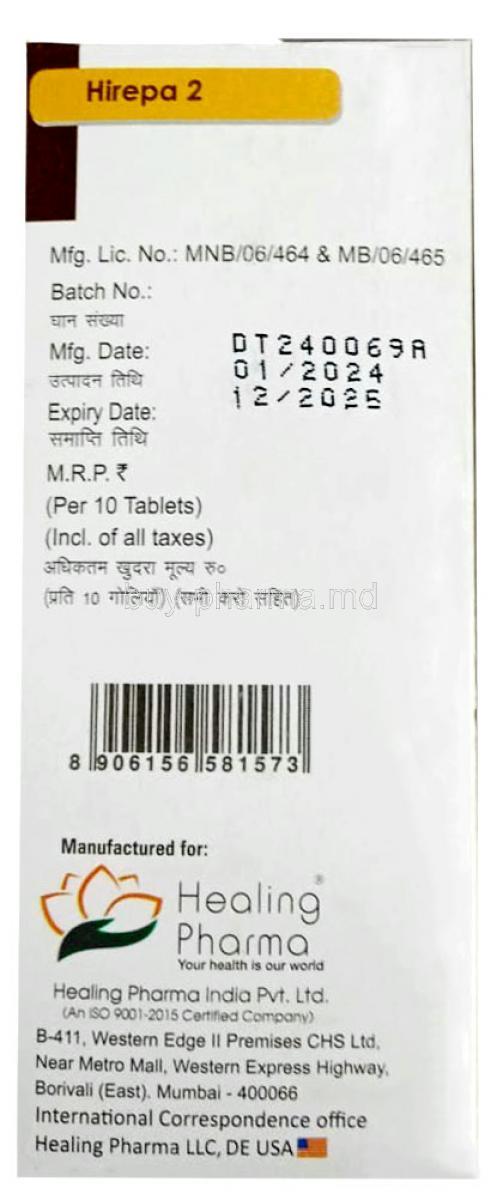 Hirepa 2
Mfg. Lic. No.: MNB/06/464 & MB/06/465
Batch No.:
घान संख्या
DT240069A
Mfg. Date:
01/2024
उत्पादन तिथि
12/2025
Expiry Date:
समाप्ति तिथि
M.R.P. ₹
(Per 10 Tablets)
(Incl. of all taxes)
अधिकतम खुदरा मूल्य रु०
(प्रति 10 गोलियाँ) (सभी करो सहित)
buy-pharma.md
8 906156 581573
Manufactured for:
Healing®
Pharma
Your health is our world
Healing Pharma India Pvt. Ltd.
(An ISO 9001-2015 Certified Company)
B-411, Western Edge II Premises CHS Ltd,
Near Metro Mall, Western Express Highway,
Borivali (East). Mumbai - 400066
International Correspondence office
Healing Pharma LLC, DE USA